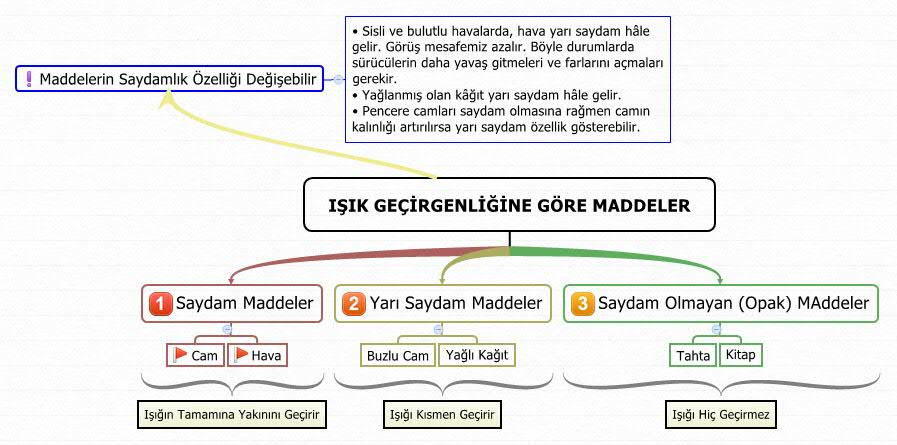 • Sisli ve bulutlu havalarda, hava yarı saydam hâle
gelir. Görüş mesafemiz azalır. Böyle durumlarda
sürücülerin daha yavaş gitmeleri ve farlarını açmaları
gerekir.
• Yağlanmış olan kâğıt yarı saydam hâle gelir.
• Pencere camları saydam olmasına rağmen camın
kalınlığı artırılırsa yarı saydam özellik gösterebilir.
! Maddelerin Saydamlık Özelliği Değişebilir
IŞIK GEÇİRGENLİĞİNE GÖRE MADDELER
1 Saydam Maddeler
2 Yarı Saydam Maddeler
3 Saydam Olmayan (Opak) MAddeler
Cam
Hava
Buzlu Cam
Yağlı Kağıt
Tahta
Kitap
Işığın Tamamına Yakınını Geçirir
Işığı Kısmen Geçirir
Işığı Hiç Geçirmez